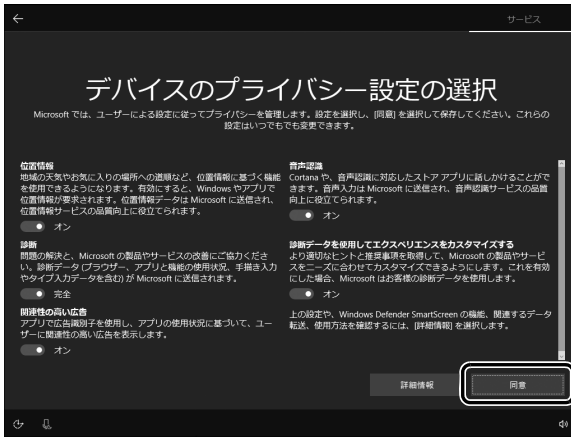 サービス
デバイスのプライバシー設定の選択
Microsoft では、ユーザーによる設定に従ってプライバシーを管理します。設定を選択し、[同意] を選択して保存してください。これらの
設定はいつでもでも変更できます。
位置情報
地域の天気やお気に入りの場所への道順など、位置情報に基づく機能
を使用できるようになります。有効にすると、Windows やアプリで
位置情報が要求されます。位置情報データは Microsoft に送信され、
位置情報サービスの品質向上に役立てられます。
オン
診断
問題の解決と、Microsoft の製品やサービスの改善にご協力くださ
い。診断データ (ブラウザー、アプリと機能の使用状況、手描き入力
やタイプ入力データを含む) が Microsoft に送信されます。
完全
関連性の高い広告
アプリで広告識別子を使用し、アプリの使用状況に基づいて、ユー
ザーに関連性の高い広告を表示します。
オン
音声認識
Cortana や、音声認識に対応したストア アプリに話しかけることがで
きます。音声入力は Microsoft に送信され、音声認識サービスの品質
向上に役立てられます。
オン
診断データを使用してエクスペリエンスをカスタマイズする
より適切なヒントと推奨事項を取得して、Microsoft の製品やサービ
スをニーズに合わせてカスタマイズできるようにします。これを有効
にした場合、Microsoft はお客様の診断データを使用します。
オン
上の設定や、Windows Defender SmartScreen の機能、関連するデータ
転送、使用方法を確認するには、[詳細情報] を選択します。
詳細情報
同意